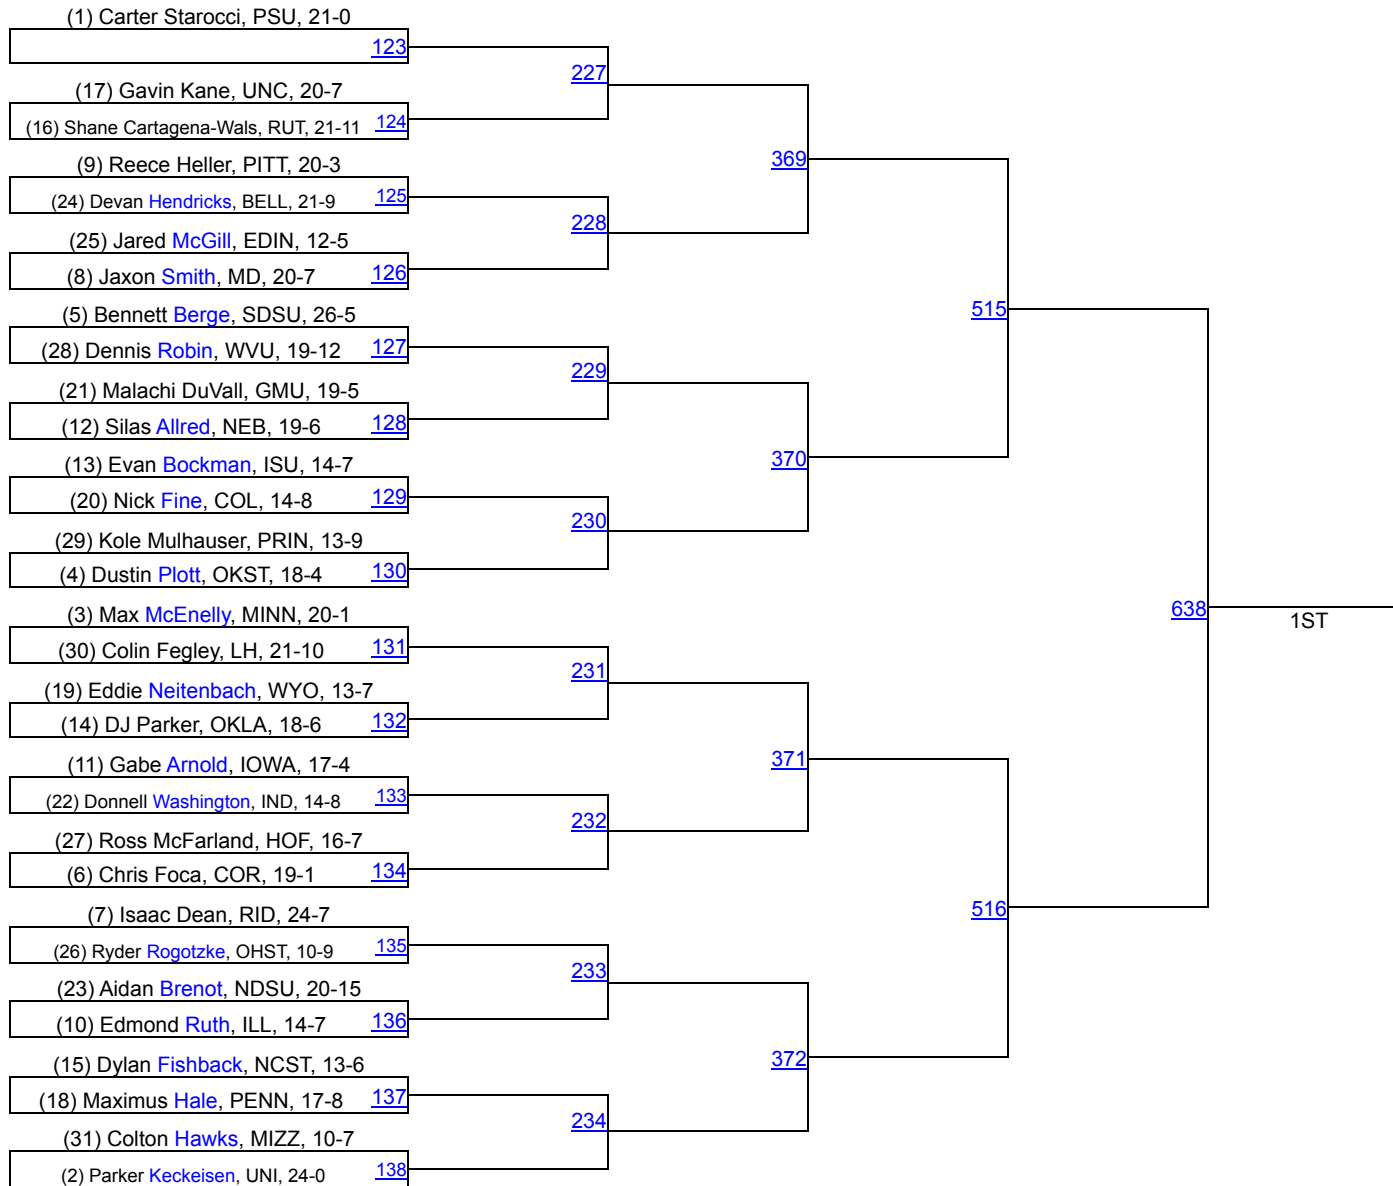 (1) Carter Starocci, PSU, 21-0
123
227
(17) Gavin Kane, UNC, 20-7
(16) Shane Cartagena-Wals, RUT, 21-11 124
369
(9) Reece Heller, PITT, 20-3
(24) Devan Hendricks, BELL, 21-9 125
228
(25) Jared McGill, EDIN, 12-5
(8) Jaxon Smith, MD, 20-7 126
515
(5) Bennett Berge, SDSU, 26-5
(28) Dennis Robin, WVU, 19-12 127
229
(21) Malachi DuVall, GMU, 19-5
(12) Silas Allred, NEB, 19-6 128
370
(13) Evan Bockman, ISU, 14-7
(20) Nick Fine, COL, 14-8 129
230
(29) Kole Mulhauser, PRIN, 13-9
(4) Dustin Plott, OKST, 18-4 130
638
1ST
(3) Max McEnelly, MINN, 20-1
(30) Colin Fegley, LH, 21-10 131
231
(19) Eddie Neitenbach, WYO, 13-7
(14) DJ Parker, OKLA, 18-6 132
371
(11) Gabe Arnold, IOWA, 17-4
(22) Donnell Washington, IND, 14-8 133
232
(27) Ross McFarland, HOF, 16-7
(6) Chris Foca, COR, 19-1 134
516
(7) Isaac Dean, RID, 24-7
(26) Ryder Rogotzke, OHST, 10-9 135
233
(23) Aidan Brenot, NDSU, 20-15
(10) Edmond Ruth, ILL, 14-7 136
372
(15) Dylan Fishback, NCST, 13-6
(18) Maximus Hale, PENN, 17-8 137
234
(31) Colton Hawks, MIZZ, 10-7
(2) Parker Keckeisen, UNI, 24-0 138